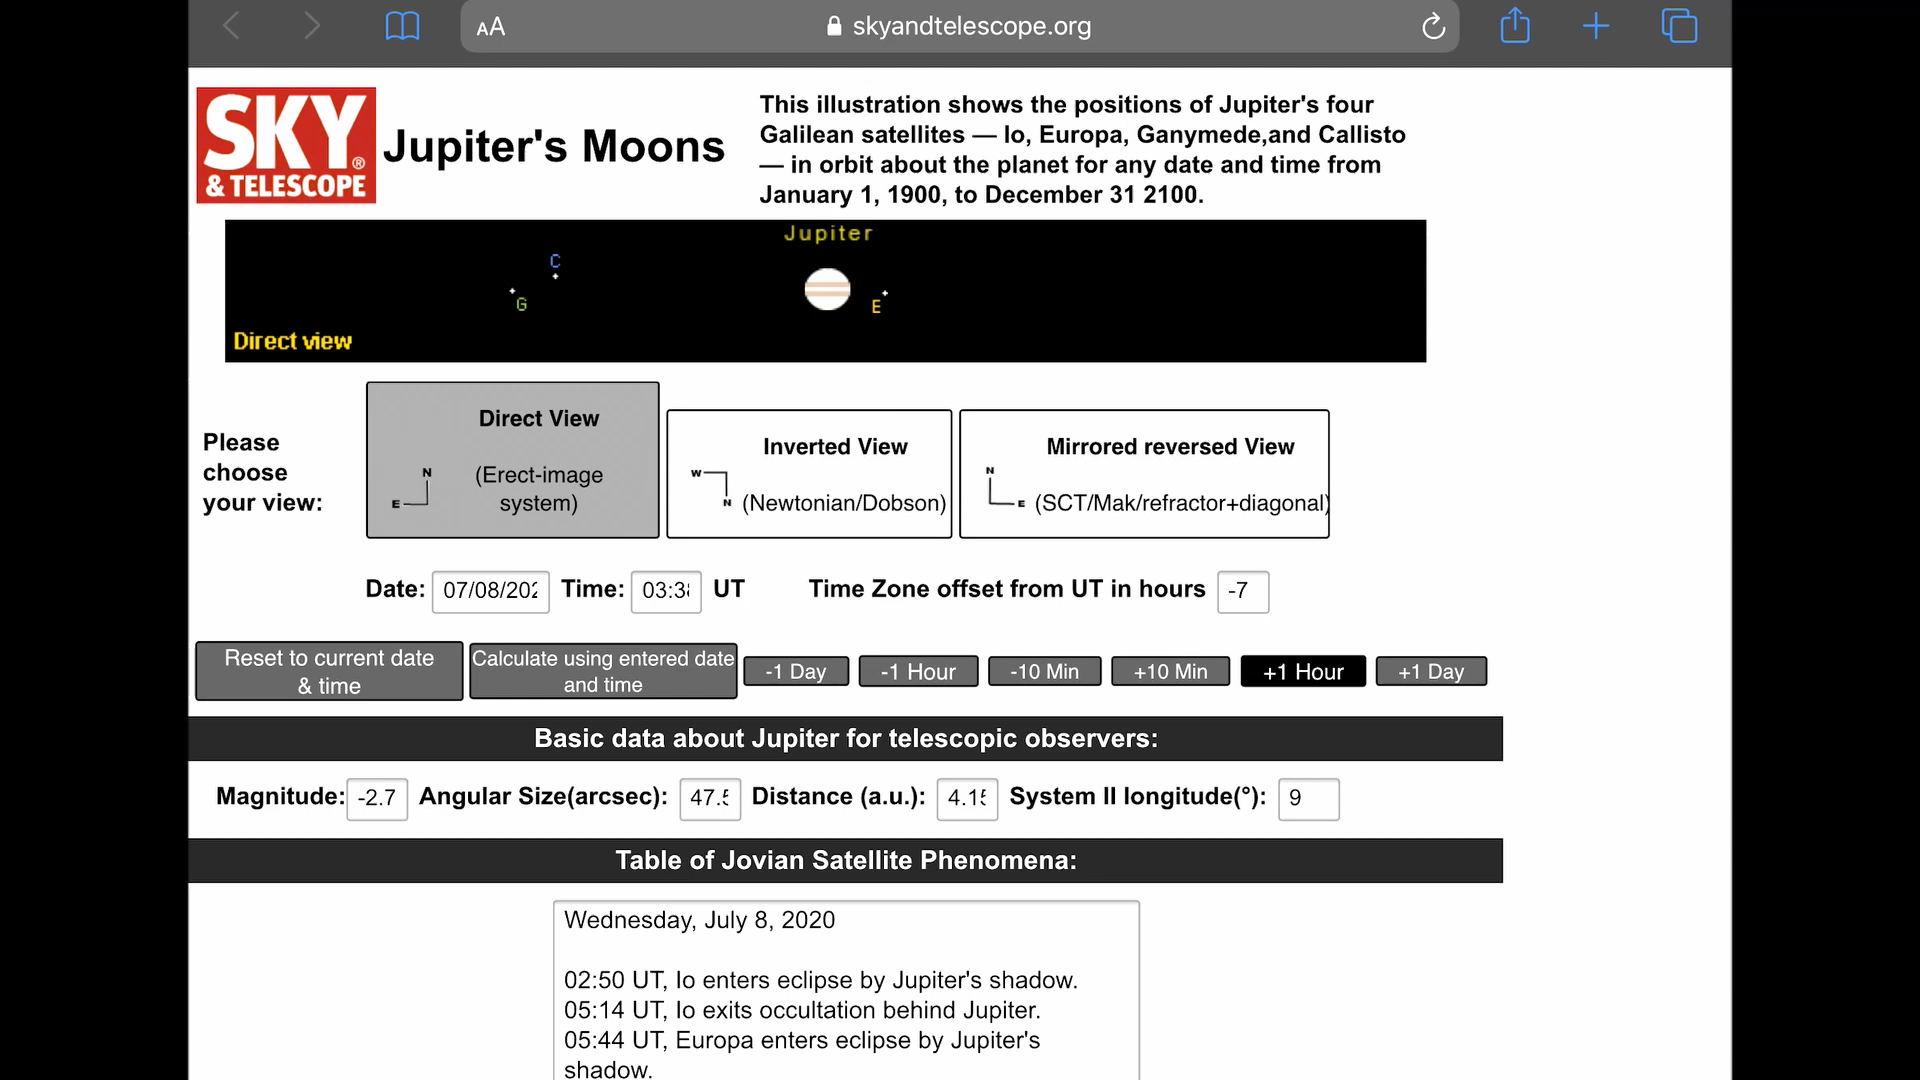 AA
skyandtelescope.org
SKY
& TELESCOPE
®
Jupiter's Moons
This illustration shows the positions of Jupiter's four
Galilean satellites — Io, Europa, Ganymede,and Callisto
— in orbit about the planet for any date and time from
January 1, 1900, to December 31 2100.
Jupiter
C
G
E
Direct view
Please
choose
your view:
Direct View
(Erect-image
system)
N
E
Inverted View
(Newtonian/Dobson)
W
N
Mirrored reversed View
(SCT/Mak/refractor+diagonal)
N
E
Date: 07/08/202 Time: 03:3 UT Time Zone offset from UT in hours -7
Reset to current date
& time
Calculate using entered date
and time
-1 Day
-1 Hour
-10 Min
+10 Min
+1 Hour
+1 Day
Basic data about Jupiter for telescopic observers:
Magnitude: -2.7 Angular Size(arcsec): 47.5 Distance (a.u.): 4.15 System II longitude(°): 9
Table of Jovian Satellite Phenomena:
Wednesday, July 8, 2020
02:50 UT, Io enters eclipse by Jupiter's shadow.
05:14 UT, Io exits occultation behind Jupiter.
05:44 UT, Europa enters eclipse by Jupiter's
shadow.